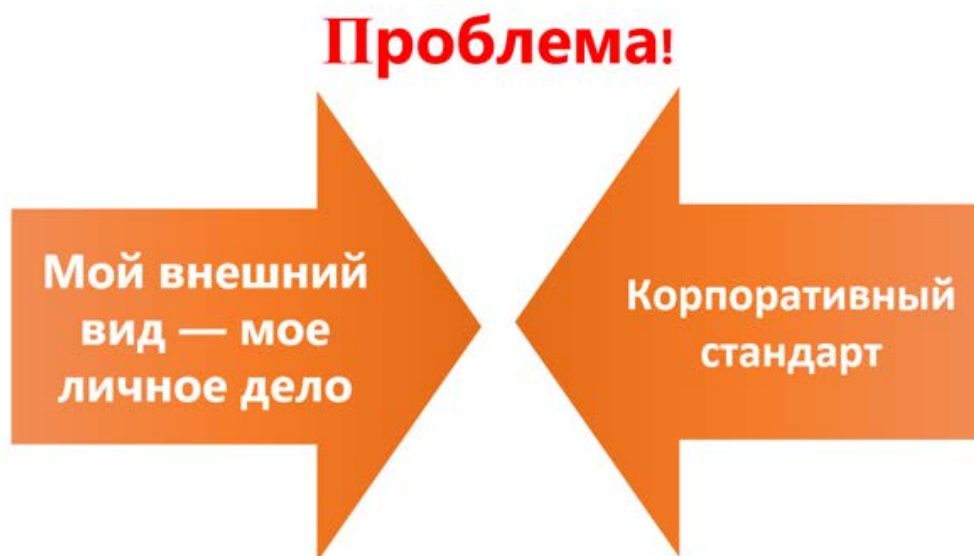 Проблема!
Мой внешний
вид — мое
личное дело
Корпоративный
стандарт